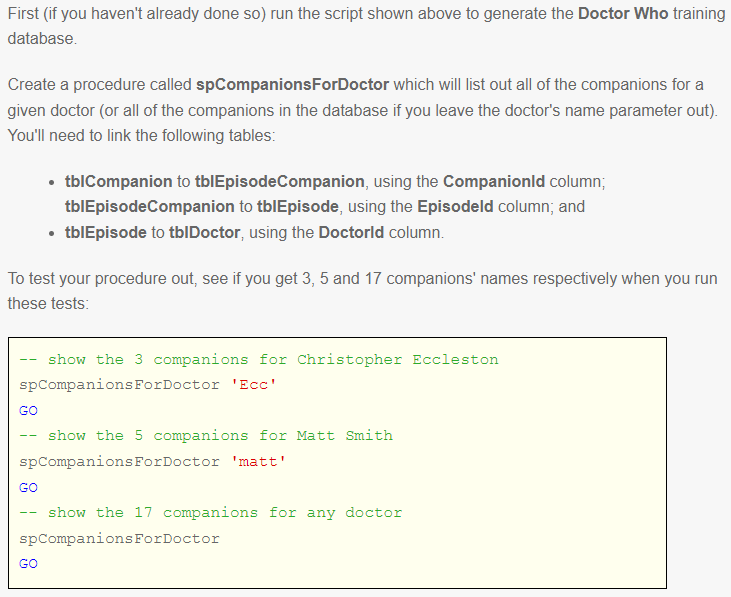 First (if you haven't already done so) run the script shown above to generate the Doctor Who training
database.
Create a procedure called spCompanionsForDoctor which will list out all of the companions for a
given doctor (or all of the companions in the database if you leave the doctor's name parameter out).
You'll need to link the following tables:
• tblCompanion to tblEpisodeCompanion, using the CompanionId column;
tblEpisodeCompanion to tblEpisode, using the EpisodeId column; and
• tblEpisode to tblDoctor, using the DoctorId column.
To test your procedure out, see if you get 3, 5 and 17 companions' names respectively when you run
these tests:
-- show the 3 companions for Christopher Eccleston
spCompanionsForDoctor 'Ecc'
GO
-- show the 5 companions for Matt Smith
spCompanionsForDoctor 'matt'
GO
-- show the 17 companions for any doctor
spCompanionsForDoctor
GO